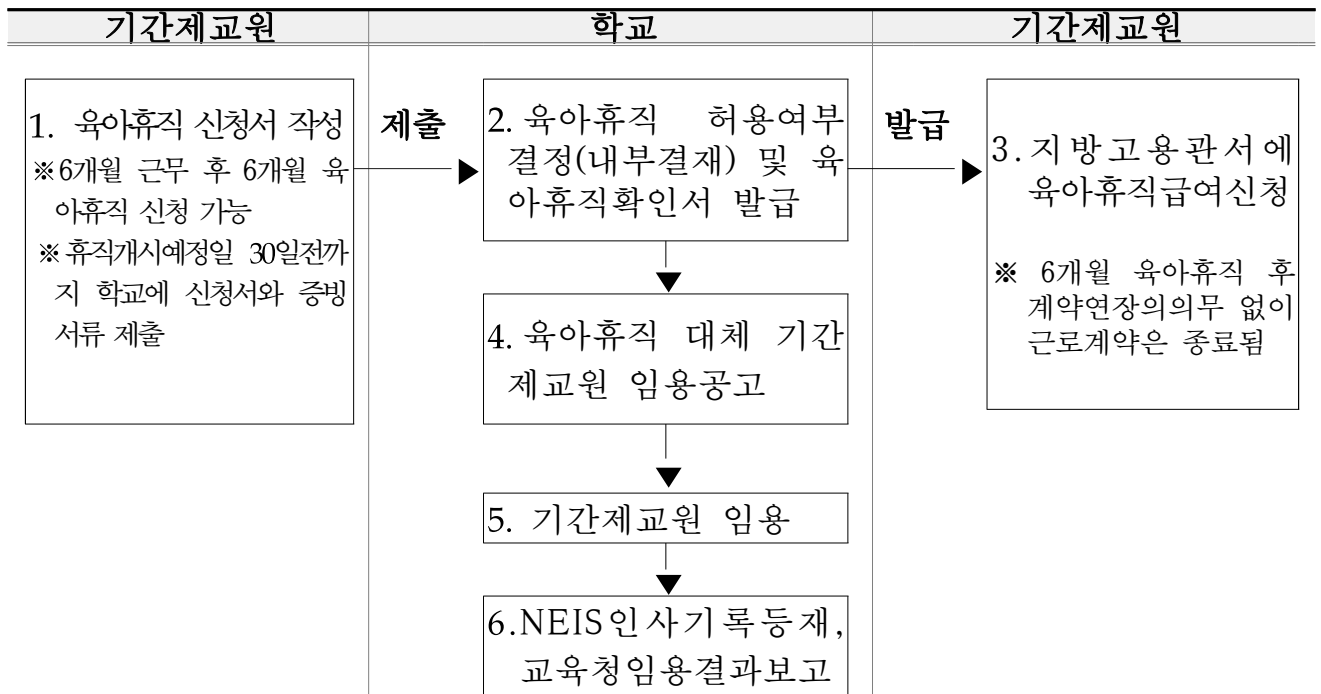 기간제교원 학교 기간제교원
1. 육아휴직 신청서 작성
※6개월 근무 후 6개월 육
아휴직 신청 가능
※휴직개시예정일 30일전까
지 학교에 신청서와 증빙
서류 제출
제출
2. 육아휴직 허용여부
결정(내부결재) 및 육
아휴직확인서 발급
발급
3.지방고용관서에
육아휴직급여신청
※ 6개월 육아휴직 후
계약연장의의무 없이
근로계약은 종료됨
4. 육아휴직 대체 기간
제교원 임용공고
5. 기간제교원 임용
6.NEIS인사기록등재,
교육청임용결과보고